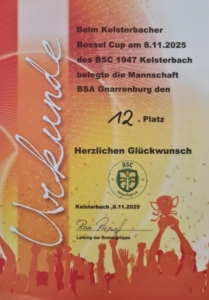 Urkunde
Beim Kelsterbacher
Bossel Cup am 8.11.2025
des BSC 1947 Kelsterbach
belegte die Mannschaft
BSA Gnarrenburg den
12. Platz
Herzlichen Glückwunsch
BSC
Kelsterbach ,8.11.2025
Leitung der Bosselgruppe